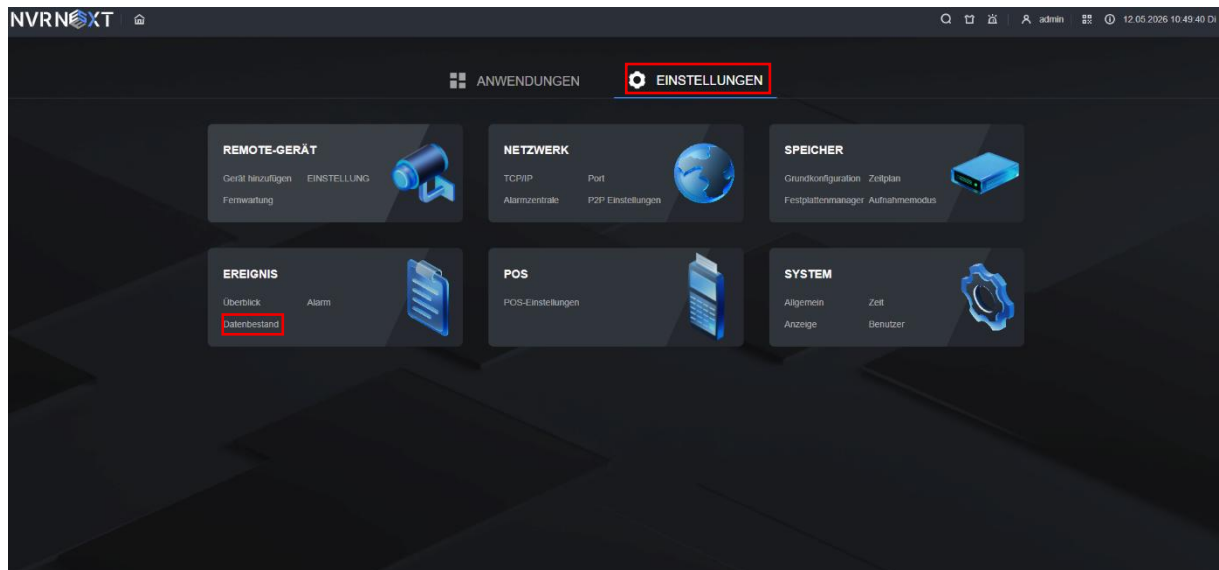 NVRNEXT
admin
12.05.2026 10:49:40 Di
ANWENDUNGEN
EINSTELLUNGEN
REMOTE-GERÄT
Gerät hinzufügen EINSTELLUNG
Fernwartung
NETZWERK
TCP/IP Port
Alarmzentrale P2P Einstellungen
SPEICHER
Grundkonfiguration Zeitplan
Festplattenmanager Aufnahmemodus
EREIGNIS
Überblick Alarm
Datenbestand
POS
POS-Einstellungen
SYSTEM
Allgemein Zeit
Anzeige Benutzer